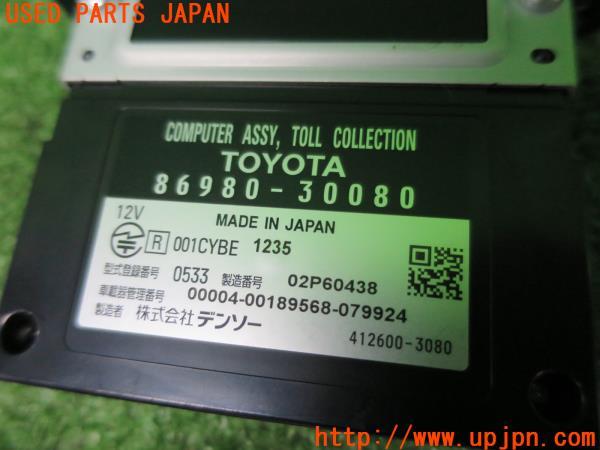 USED PARTS JAPAN
COMPUTER ASSY, TOLL COLLECTION
TOYOTA
86980-30080
12V
MADE IN JAPAN
R 001CYBE 1235
型式登録番号 0533 製造番号 02P60438
車載器管理番号 00004-00189568-079924
製造者 株式会社デンソー
412600-3080
http://www.upjpn.com/